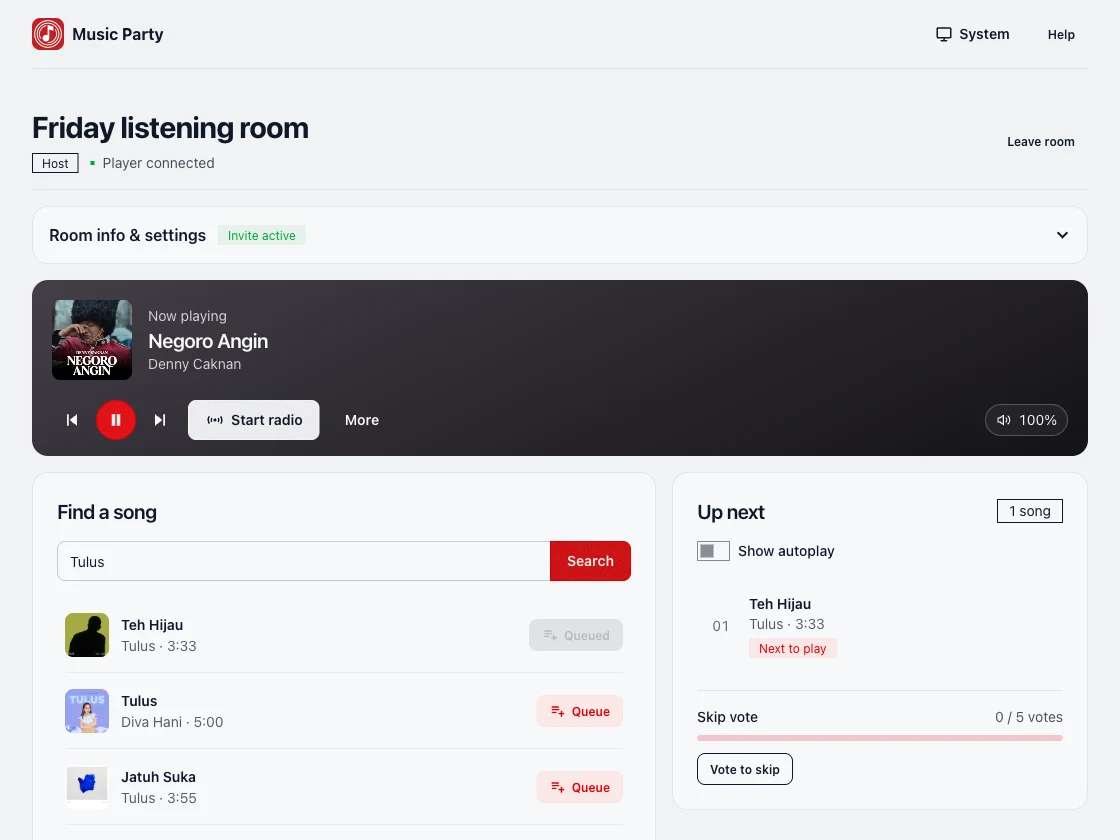 Music Party
System
Help
Friday listening room
Leave room
Host
Player connected
Room info & settings
Invite active
Now playing
Negoro Angin
Denny Caknan
DENNY CAKNAN
NEGORO
ANGIN
Start radio
More
100%
Find a song
Tulus
Search
Teh Hijau
Tulus · 3:33
Queued
TULUS
Tulus
Diva Hani · 5:00
Queue
Jatuh Suka
Tulus · 3:55
Queue
Up next
1 song
Show autoplay
01
Teh Hijau
Tulus · 3:33
Next to play
Skip vote
0 / 5 votes
Vote to skip